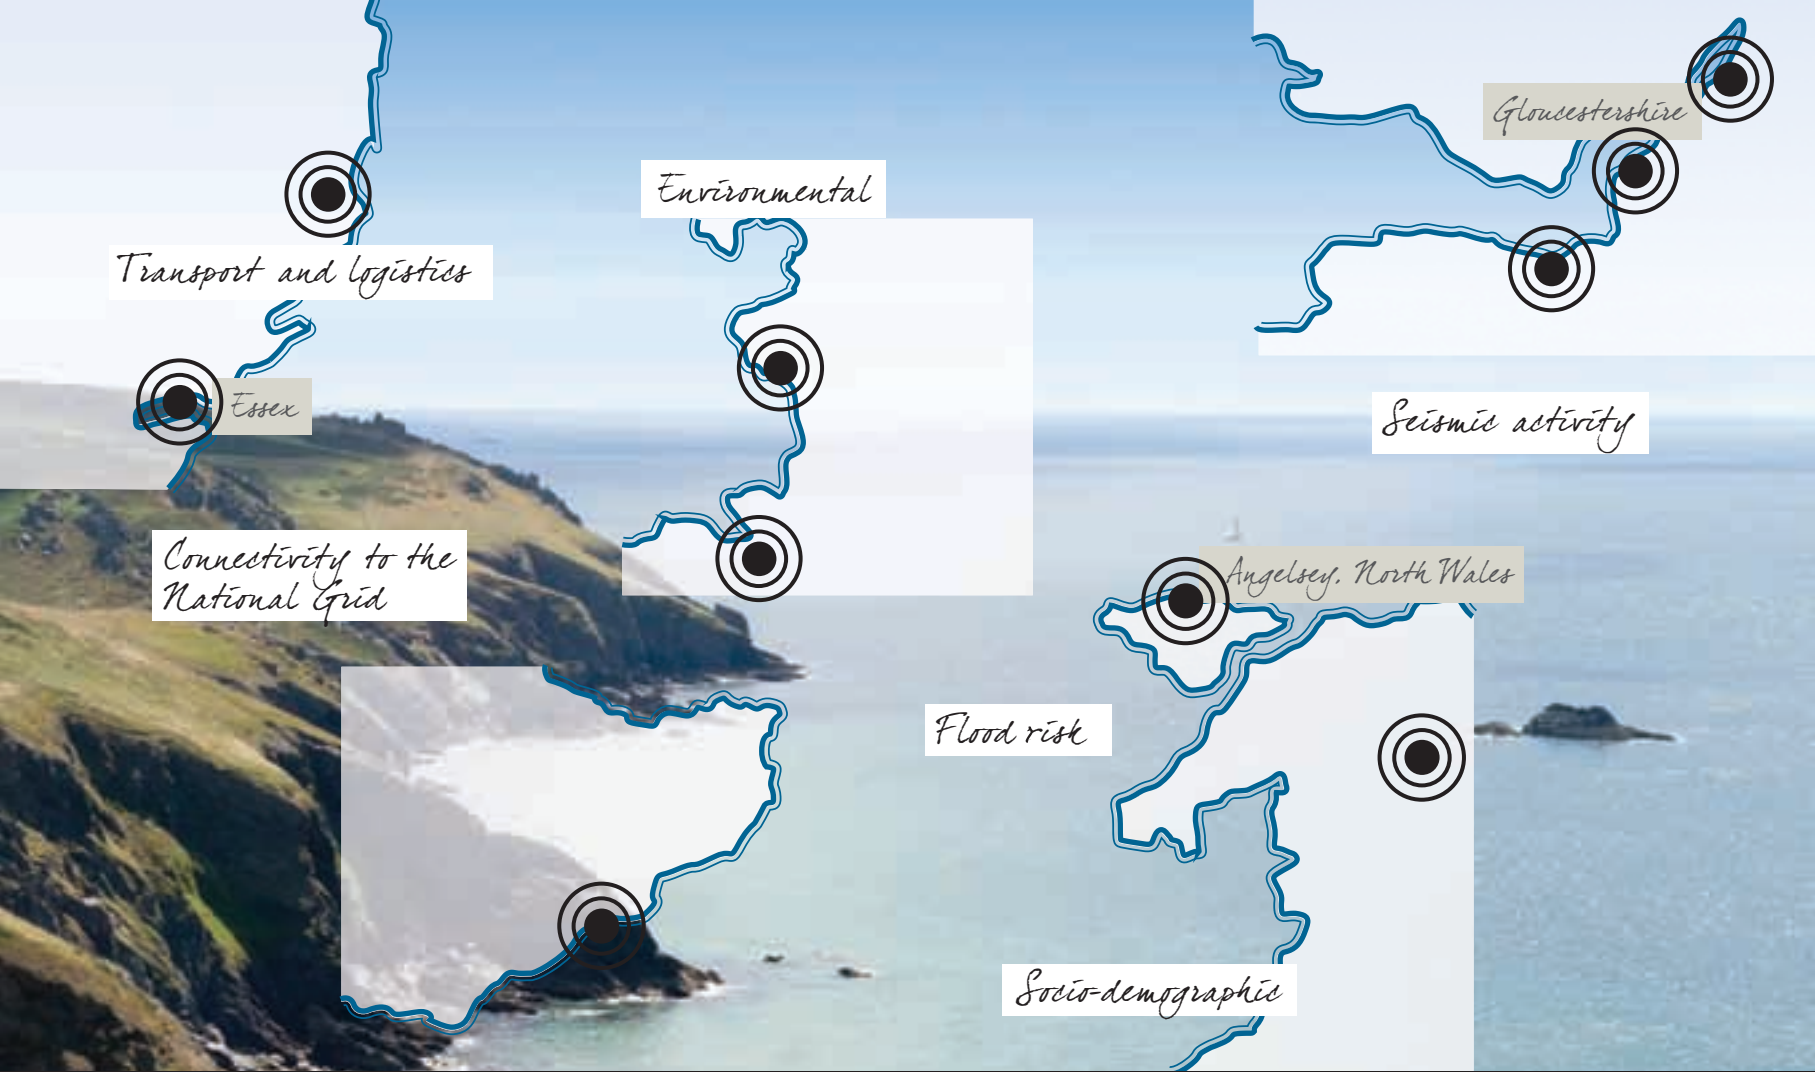 Gloucestershire
Environmental
Transport and logistics
Essex
Seismic activity
Connectivity to the
National Grid
Angelsey, North Wales
Flood risk
Socio-demographic